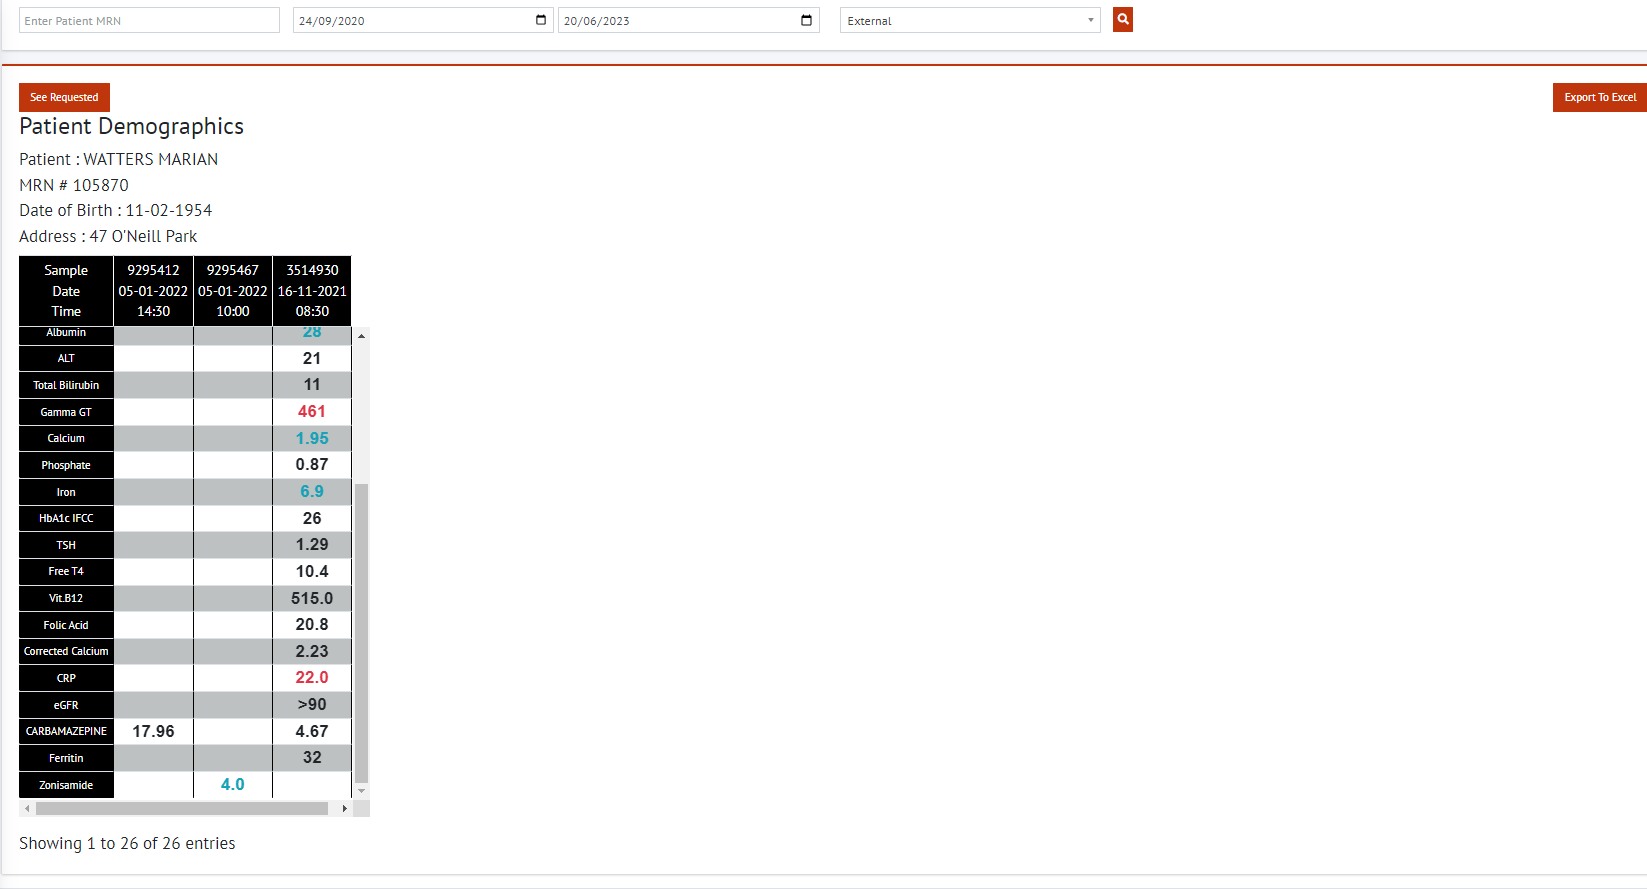 Enter Patient MRN 24/09/2020 20/06/2023 External
See Requested Export To Excel
Patient Demographics
Patient : WATTERS MARIAN
MRN # 105870
Date of Birth : 11-02-1954
Address : 47 O'Neill Park
Sample 9295412 9295467 3514930
Date 05-01-2022 05-01-2022 16-11-2021
Time 14:30 10:00 08:30
Albumin 28
ALT 21
Total Bilirubin 11
Gamma GT 461
Calcium 1.95
Phosphate 0.87
Iron 6.9
HbA1c IFCC 26
TSH 1.29
Free T4 10.4
Vit.B12 515.0
Folic Acid 20.8
Corrected Calcium 2.23
CRP 22.0
eGFR >90
CARBAMAZEPINE 17.96 4.67
Ferritin 32
Zonisamide 4.0
Showing 1 to 26 of 26 entries